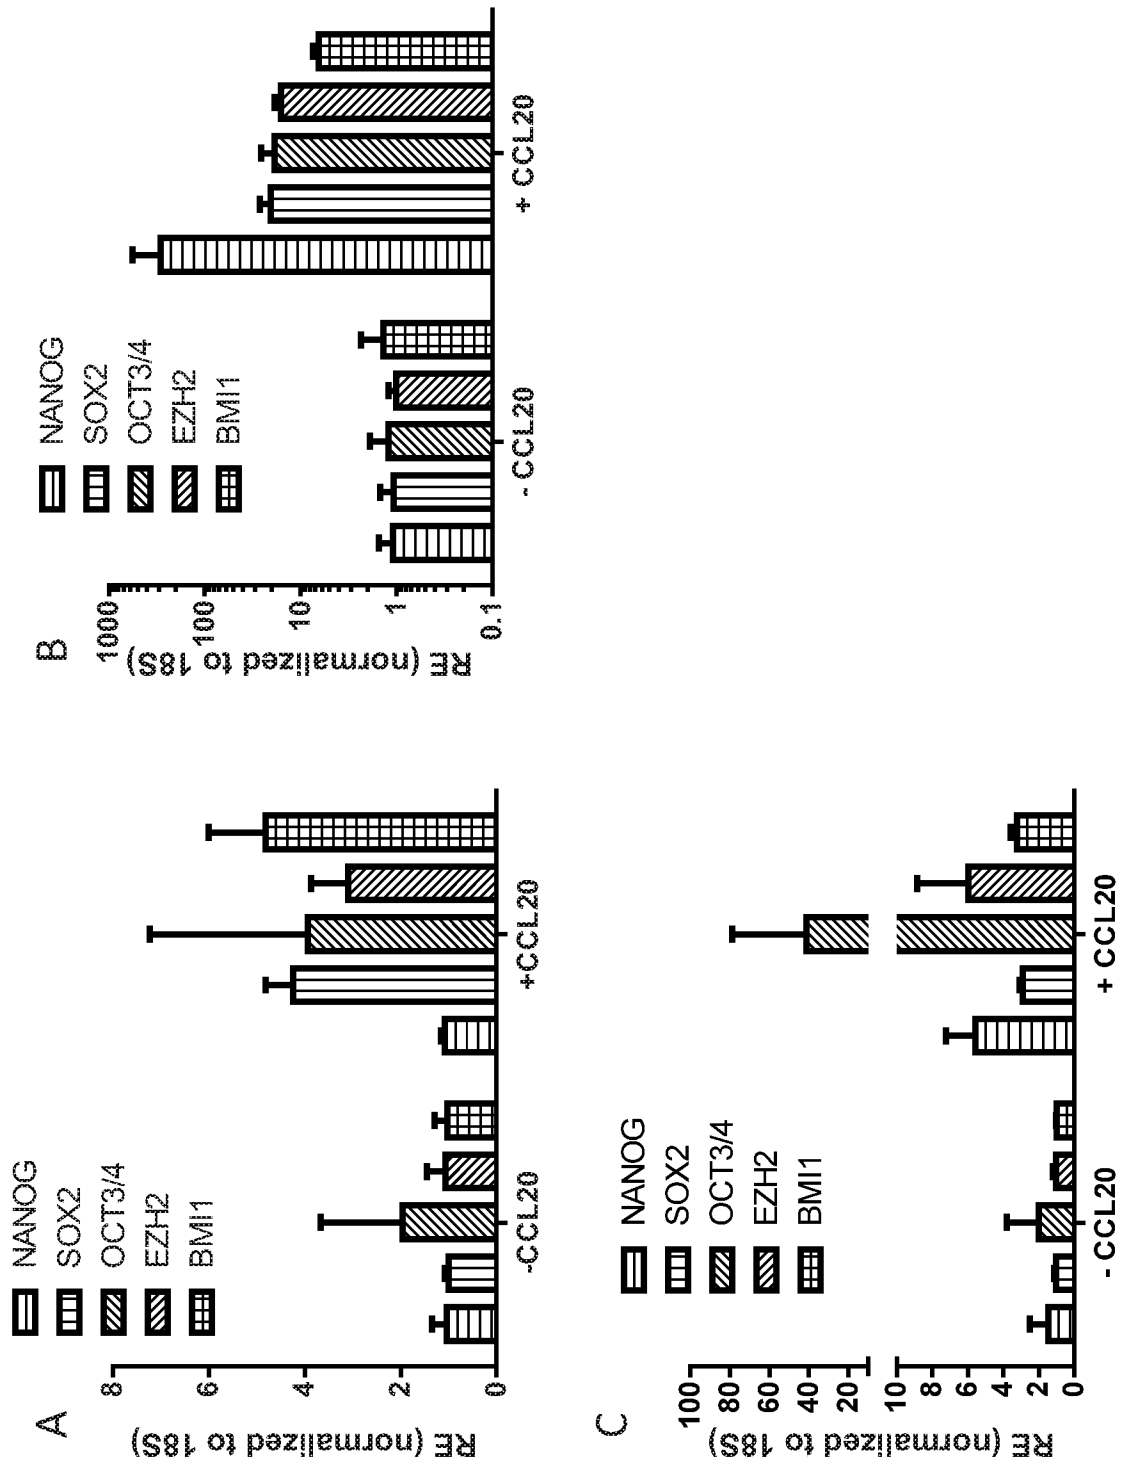 A
RE (normalized to 18S)
8
6
4
2
0
NANOG
SOX2
OCT3/4
EZH2
BMI1
-CCL20
+CCL20
B
RE (normalized to 18S)
1000
100
10
1
0.1
NANOG
SOX2
OCT3/4
EZH2
BMI1
- CCL20
+ CCL20
C
RE (normalized to 18S)
100
80
60
40
20
10
8
6
4
2
0
NANOG
SOX2
OCT3/4
EZH2
BMI1
- CCL20
+ CCL20